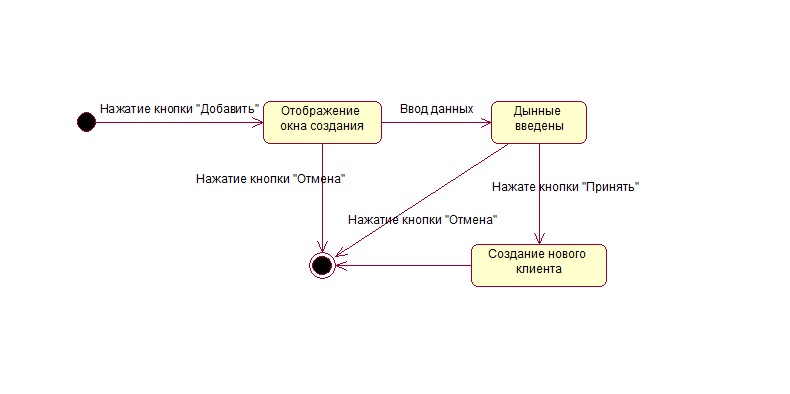 Нажатие кнопки "Добавить"
Отображение
окна создания
Ввод данных
Дынные
введены
Нажатие кнопки "Отмена"
Нажате кнопки "Принять"
Нажатие кнопки "Отмена"
Создание нового
клиента